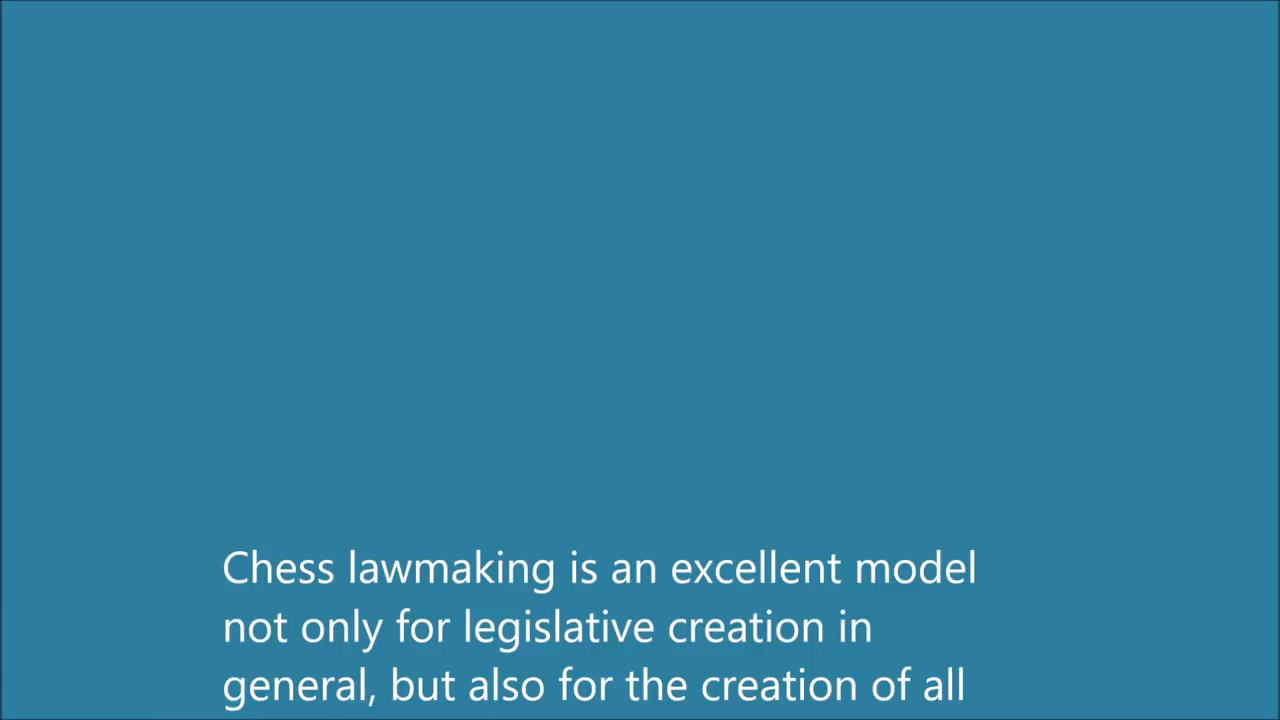 Chess lawmaking is an excellent model
not only for legislative creation in
general, but also for the creation of all